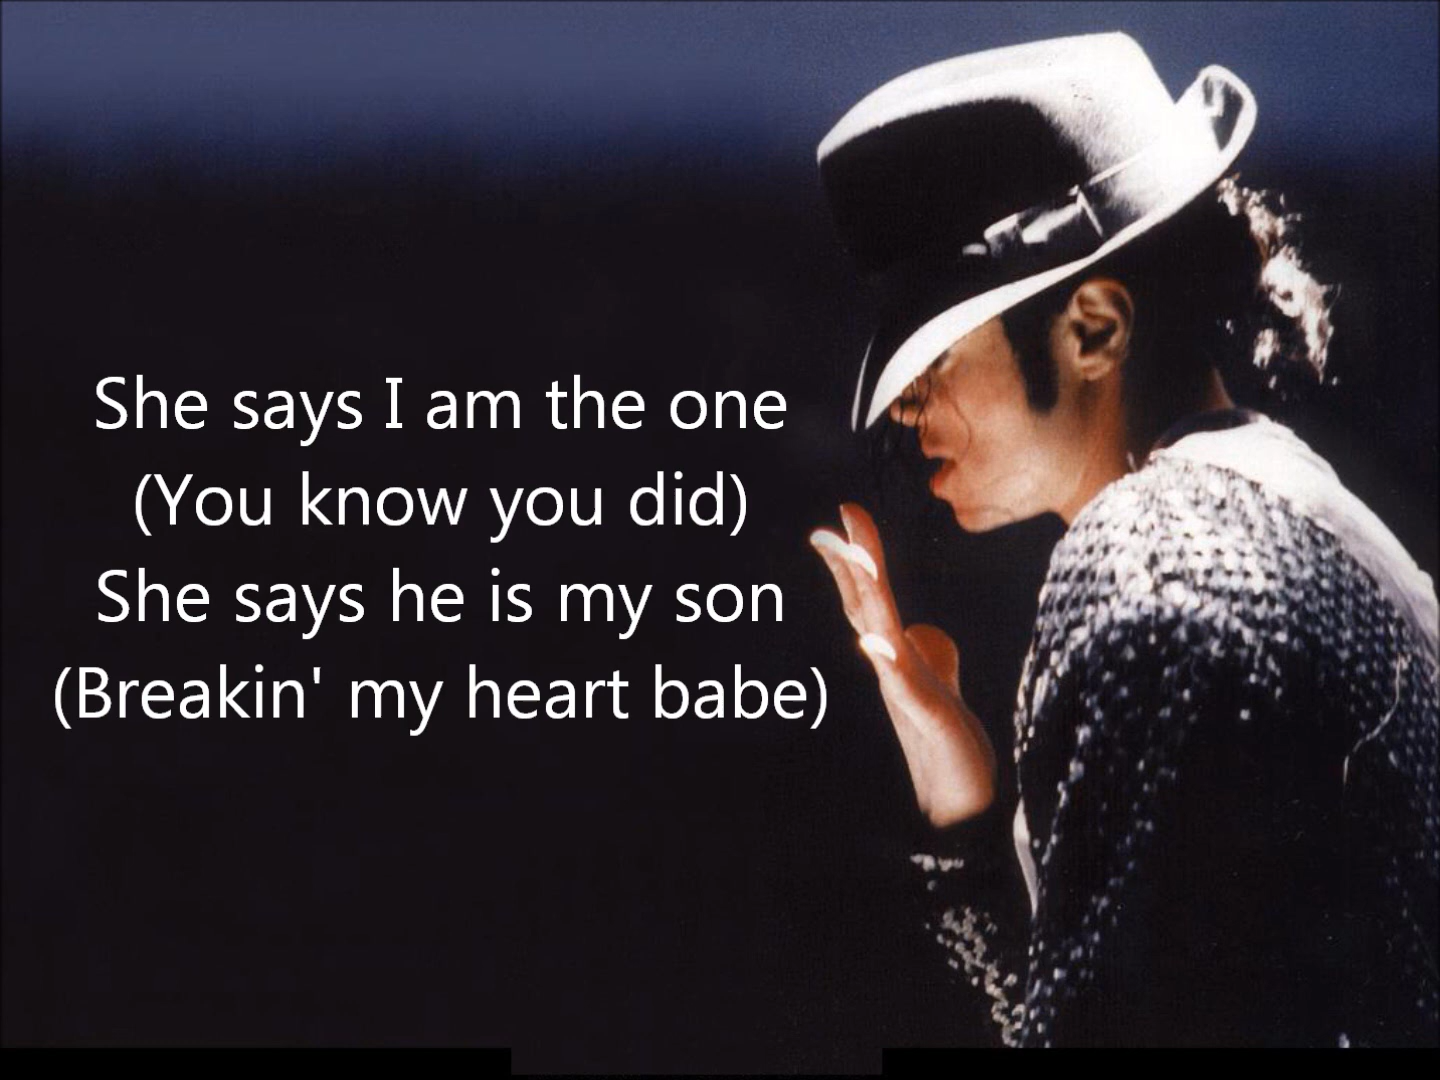 She says I am the one
(You know you did)
She says he is my son
(Breakin' my heart babe)